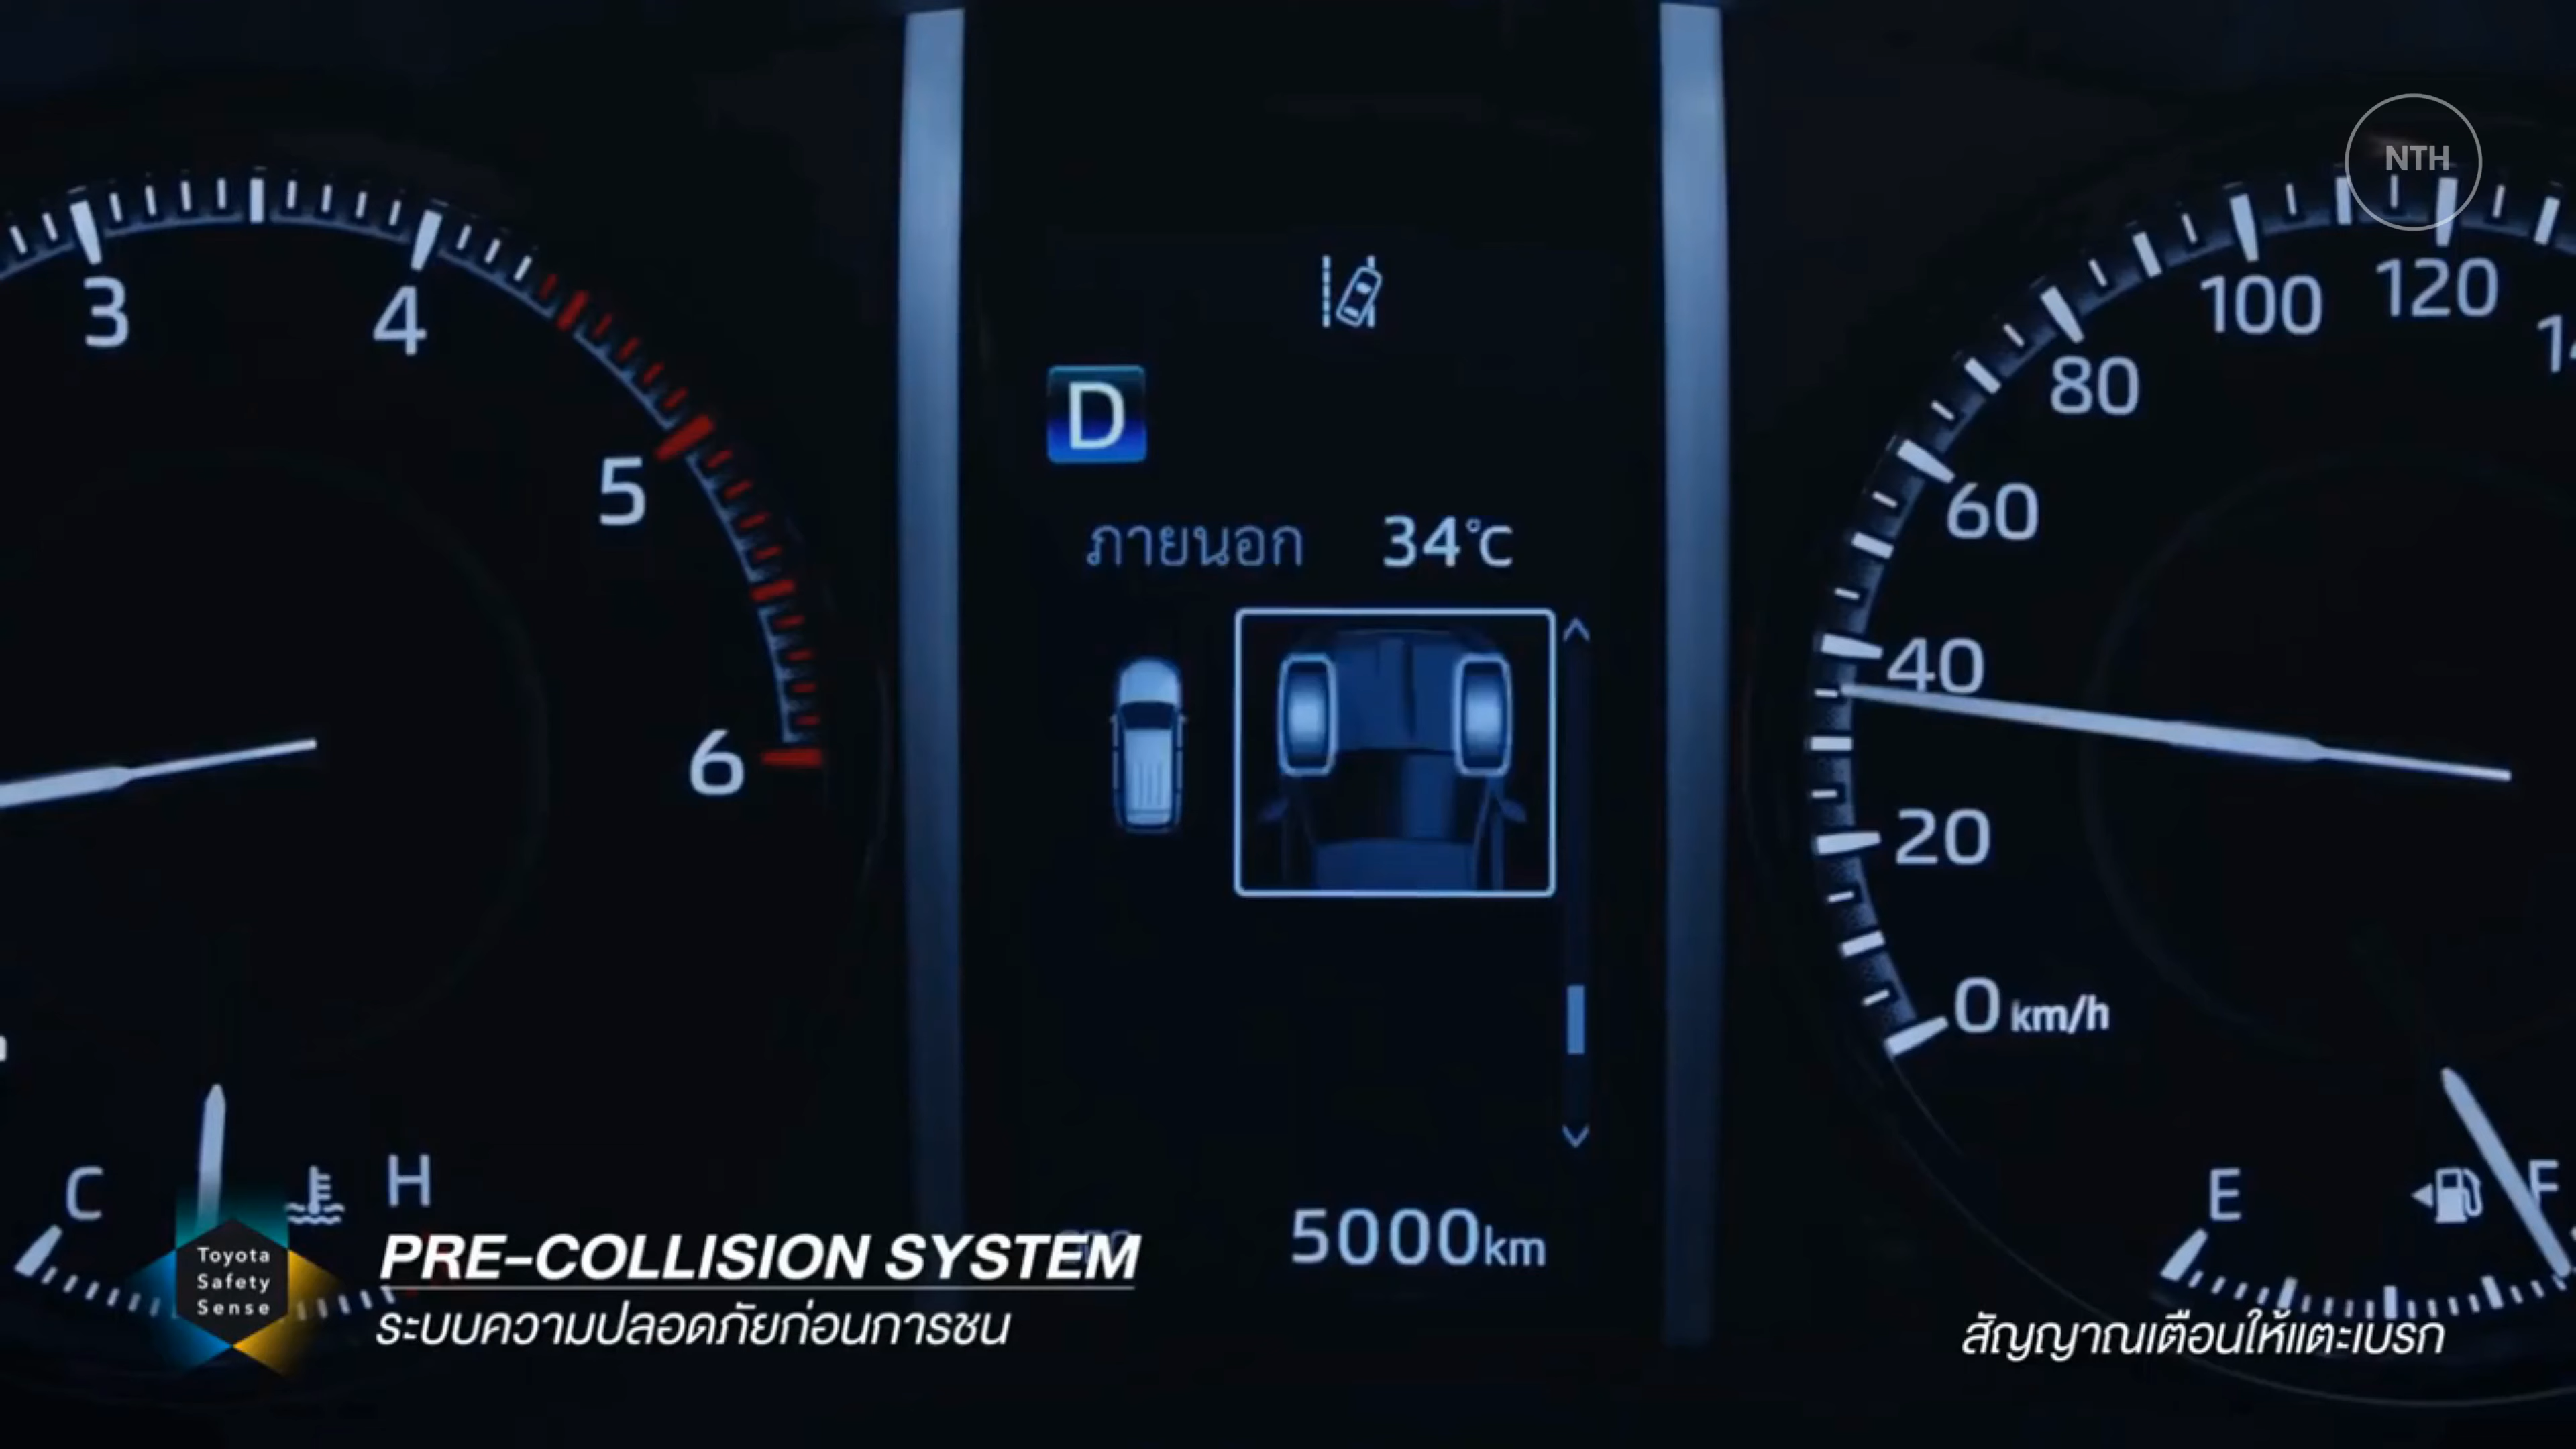 NTH
3
4
5
6
100
120
80
60
40
20
0 km/h
D
ภายนอก 34°C
C
H
E
F
5000km
Toyota
Safety
Sense
PRE-COLLISION SYSTEM
ระบบความปลอดภัยก่อนการชน
สัญญาณเตือนให้แตะเบรก